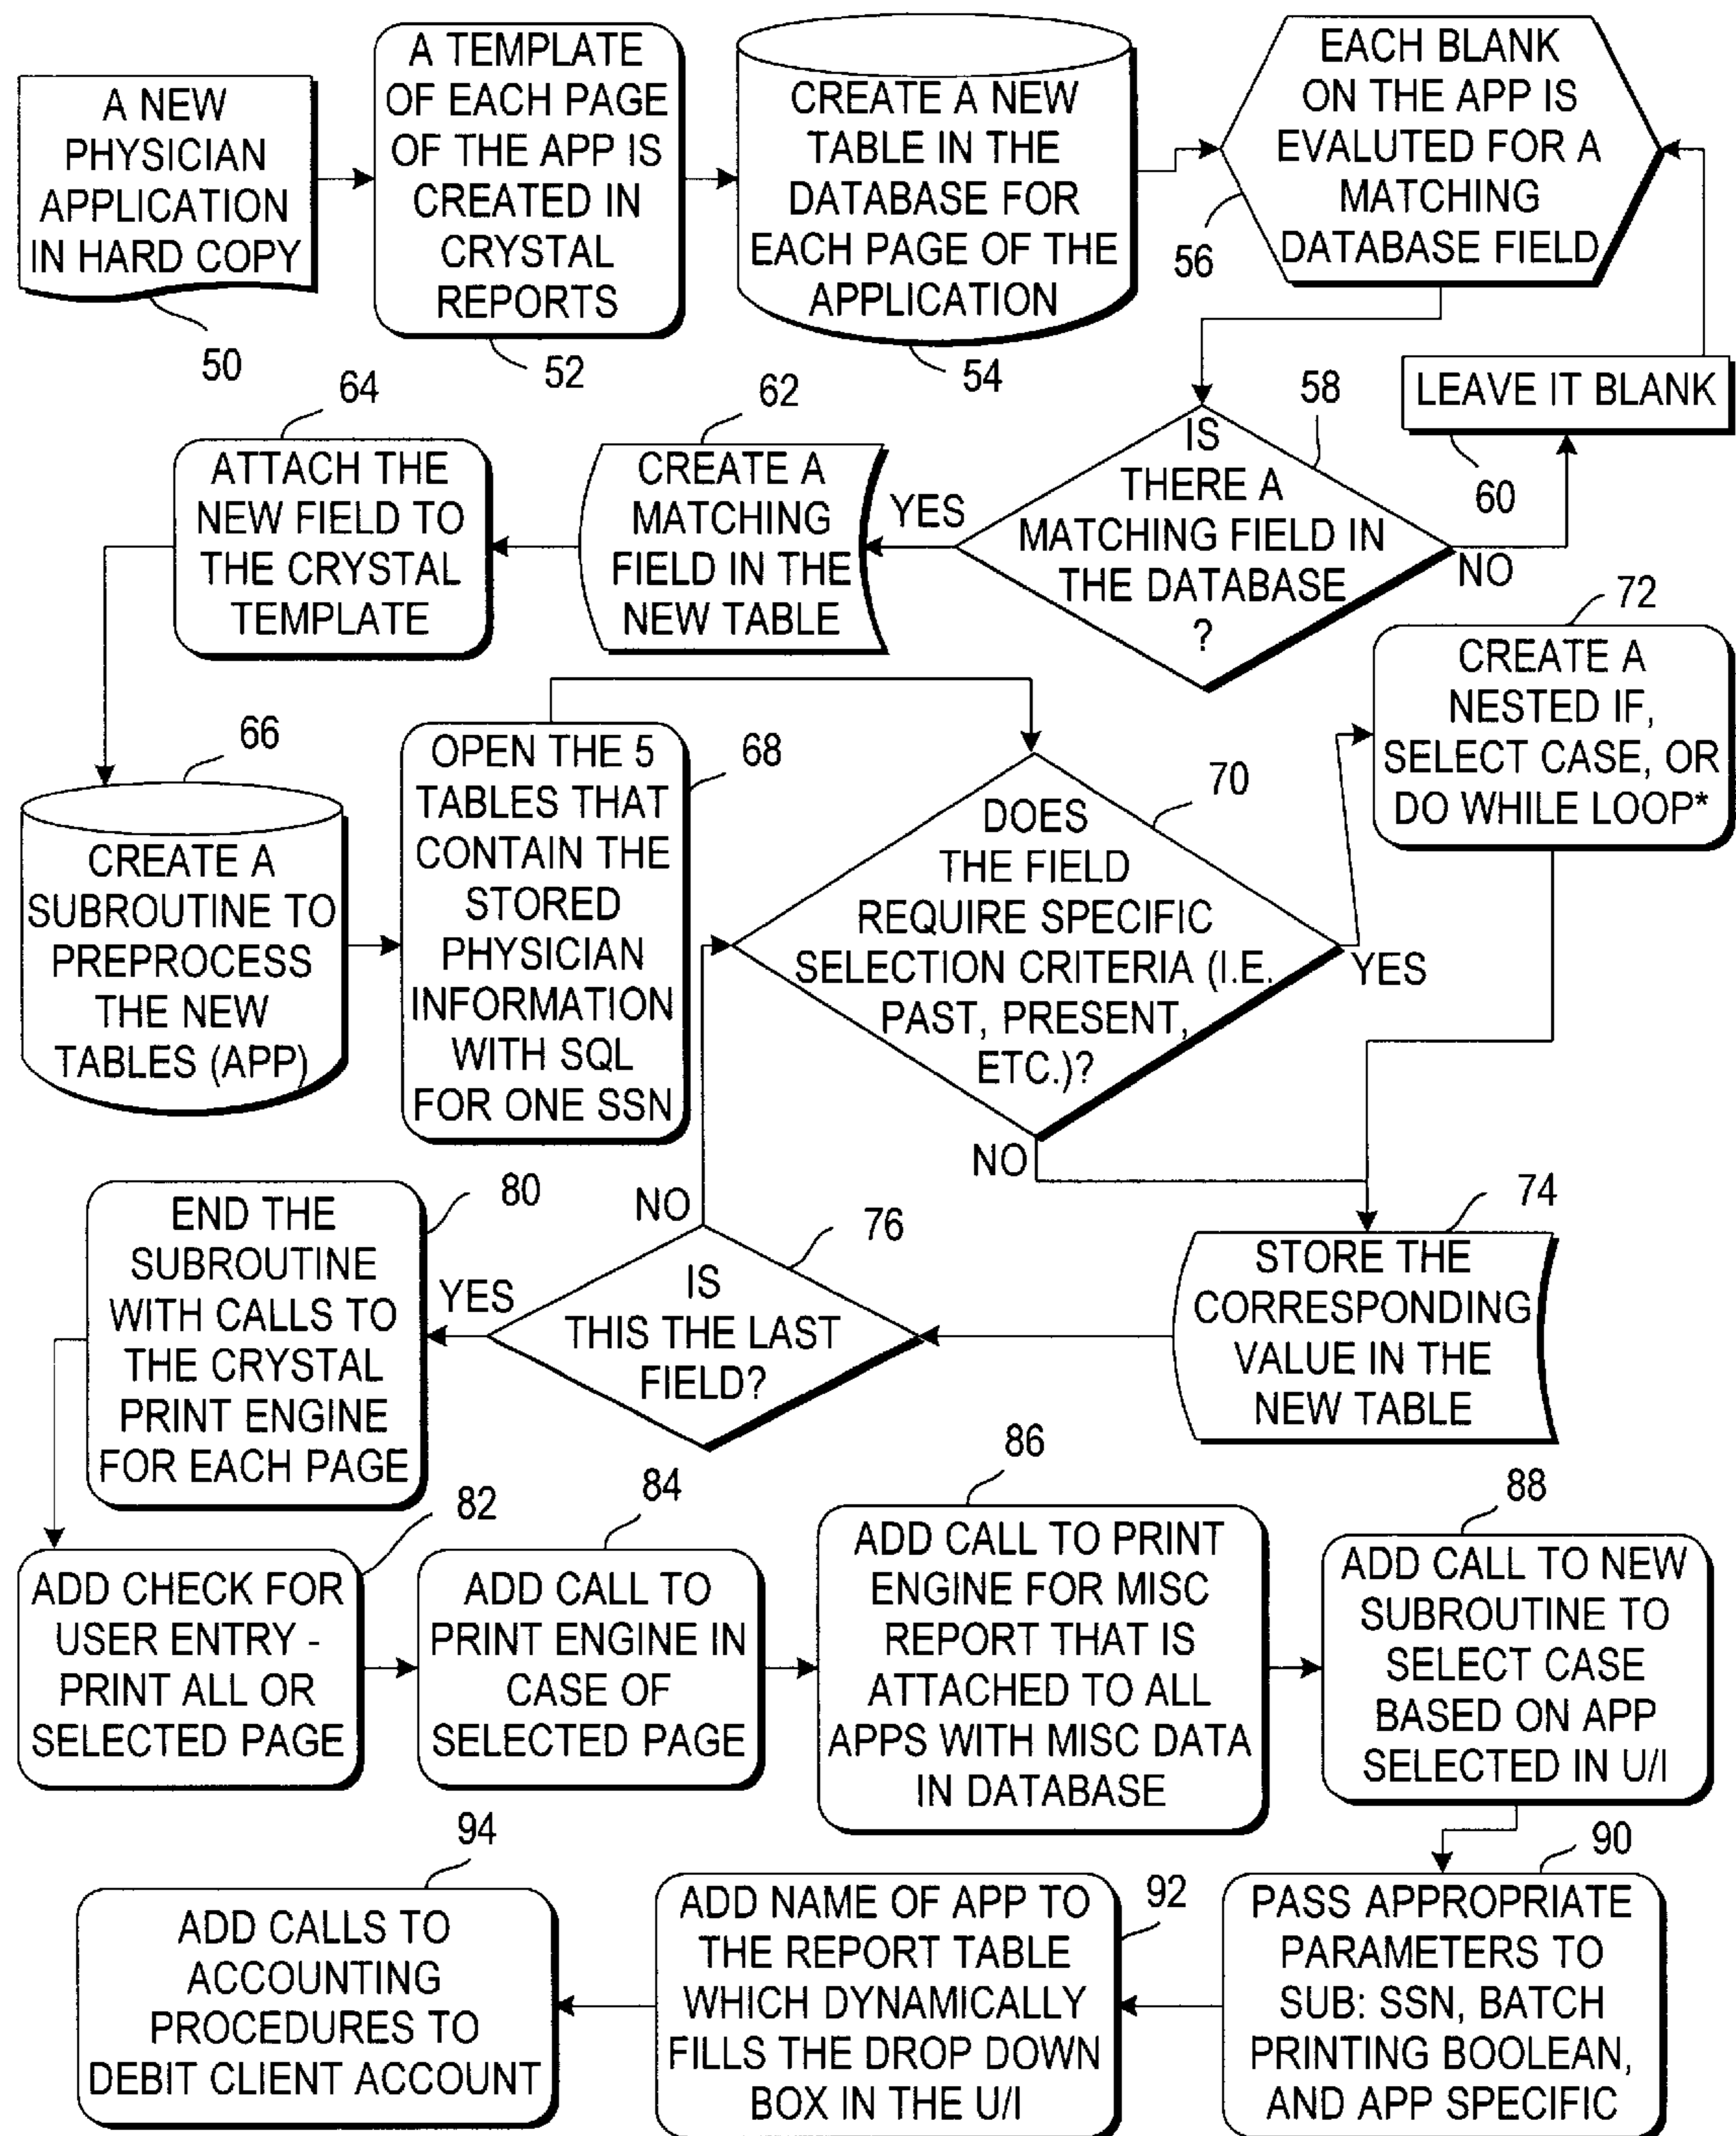 A NEW
PHYSICIAN
APPLICATION
IN HARD COPY
50
A TEMPLATE
OF EACH PAGE
OF THE APP IS
CREATED IN
CRYSTAL
REPORTS
52
CREATE A NEW
TABLE IN THE
DATABASE FOR
EACH PAGE OF THE
APPLICATION
54
EACH BLANK
ON THE APP IS
EVALUTED FOR A
MATCHING
DATABASE FIELD
56
IS
THERE A
MATCHING FIELD IN
THE DATABASE
?
58
NO
LEAVE IT BLANK
60
YES
62
CREATE A
MATCHING
FIELD IN THE
NEW TABLE
64
ATTACH THE
NEW FIELD TO
THE CRYSTAL
TEMPLATE
66
CREATE A
SUBROUTINE TO
PREPROCESS
THE NEW
TABLES (APP)
OPEN THE 5
TABLES THAT
CONTAIN THE
STORED
PHYSICIAN
INFORMATION
WITH SQL
FOR ONE SSN
68
DOES
THE FIELD
REQUIRE SPECIFIC
SELECTION CRITERIA (I.E.
PAST, PRESENT,
ETC.)?
70
YES
72
CREATE A
NESTED IF,
SELECT CASE, OR
DO WHILE LOOP*
NO
74
STORE THE
CORRESPONDING
VALUE IN THE
NEW TABLE
76
IS
THIS THE LAST
FIELD?
NO
YES
80
END THE
SUBROUTINE
WITH CALLS TO
THE CRYSTAL
PRINT ENGINE
FOR EACH PAGE
82
ADD CHECK FOR
USER ENTRY -
PRINT ALL OR
SELECTED PAGE
84
ADD CALL TO
PRINT ENGINE IN
CASE OF
SELECTED PAGE
86
ADD CALL TO PRINT
ENGINE FOR MISC
REPORT THAT IS
ATTACHED TO ALL
APPS WITH MISC DATA
IN DATABASE
88
ADD CALL TO NEW
SUBROUTINE TO
SELECT CASE
BASED ON APP
SELECTED IN U/I
90
PASS APPROPRIATE
PARAMETERS TO
SUB: SSN, BATCH
PRINTING BOOLEAN,
AND APP SPECIFIC
92
ADD NAME OF APP TO
THE REPORT TABLE
WHICH DYNAMICALLY
FILLS THE DROP DOWN
BOX IN THE U/I
94
ADD CALLS TO
ACCOUNTING
PROCEDURES TO
DEBIT CLIENT ACCOUNT